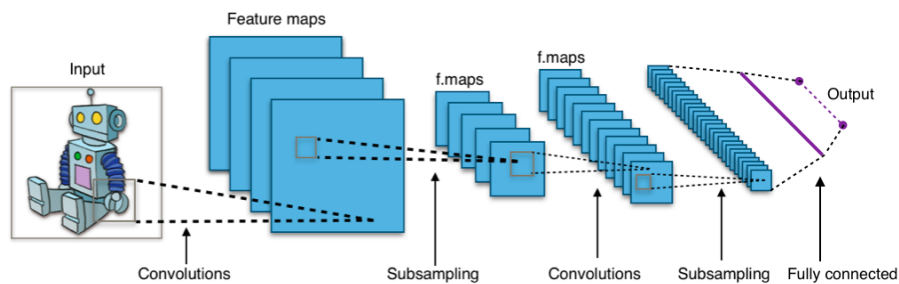 Feature maps
Input
f.maps
f.maps
Output
Convolutions
Subsampling
Convolutions
Subsampling
Fully connected